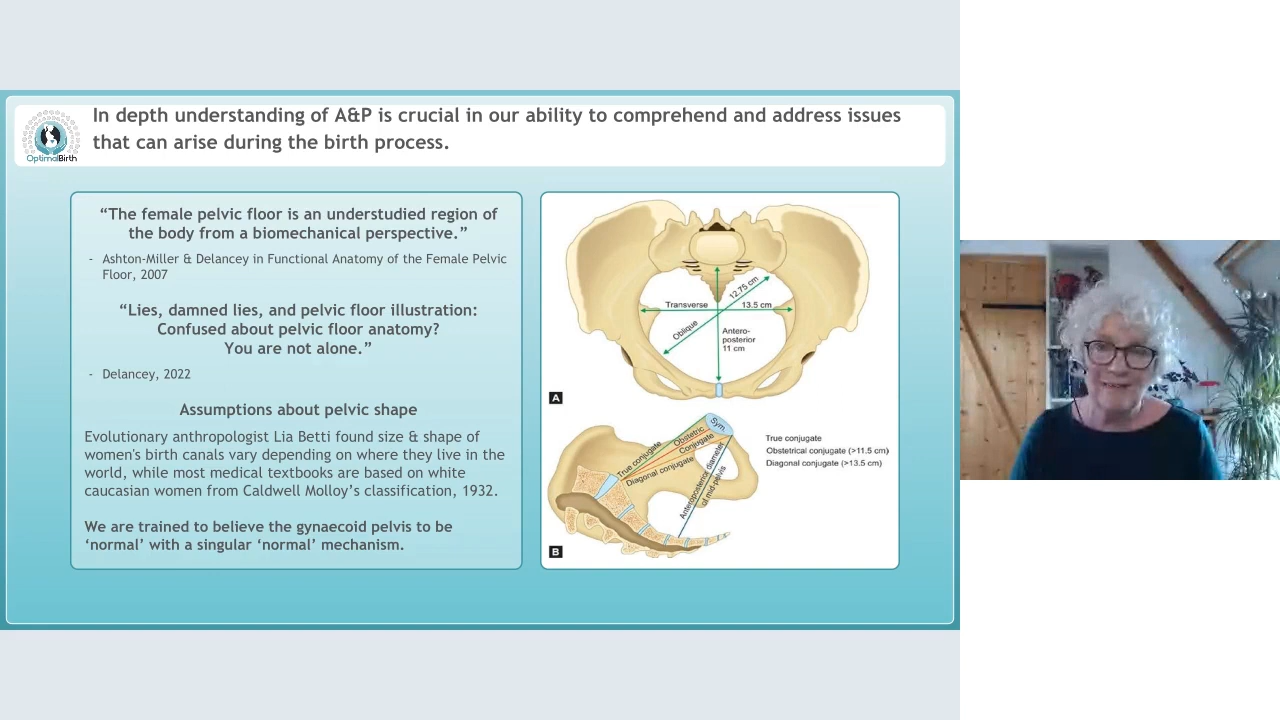 In depth understanding of A&P is crucial in our ability to comprehend and address issues
that can arise during the birth process.
OptimalBirth
“The female pelvic floor is an understudied region of
the body from a biomechanical perspective.”
- Ashton-Miller & Delancey in Functional Anatomy of the Female Pelvic
Floor, 2007
“Lies, damned lies, and pelvic floor illustration:
Confused about pelvic floor anatomy?
You are not alone.”
- Delancey, 2022
Assumptions about pelvic shape
Evolutionary anthropologist Lia Betti found size & shape of
women's birth canals vary depending on where they live in the
world, while most medical textbooks are based on white
caucasian women from Caldwell Molloy’s classification, 1932.
We are trained to believe the gynaecoid pelvis to be
‘normal’ with a singular ‘normal’ mechanism.
12.75 cm
Transverse
13.5 cm
Oblique
Antero-
posterior
11 cm
A
Sym
True conjugate
Obstetric
Conjugate
Diagonal conjugate
Anteroposterior diameter
of mid-pelvis
True conjugate
Obstetrical conjugate (>11.5 cm)
Diagonal conjugate (>13.5 cm)
B